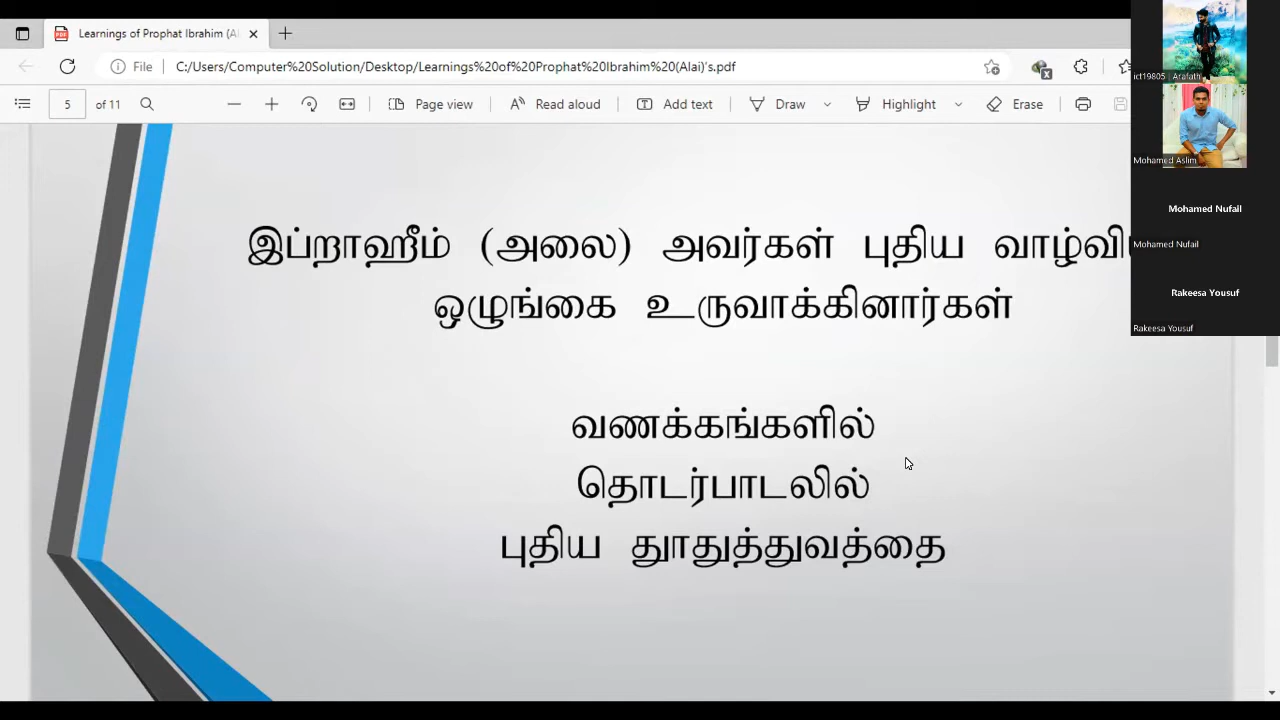 Learnings of Prophat Ibrahim (Al
File C:/Users/Computer%20Solution/Desktop/Learnings%20of%20Prophat%20Ibrahim%20(Alai)'s.pdf
5 of 11 Page view Read aloud Add text Draw Highlight Erase
இப்றாஹீம் (அலை) அவர்கள் புதிய
ஒழுங்கை உருவாக்கினார்கள்
வணக்கங்களில்
தொடர்பாடலில்
புதிய தூதுத்துவத்தை
ict19805 | Arafath
Mohamed Aslim
Mohamed Nufail
Mohamed Nufail
Rakeesa Yousuf
Rakeesa Yousuf